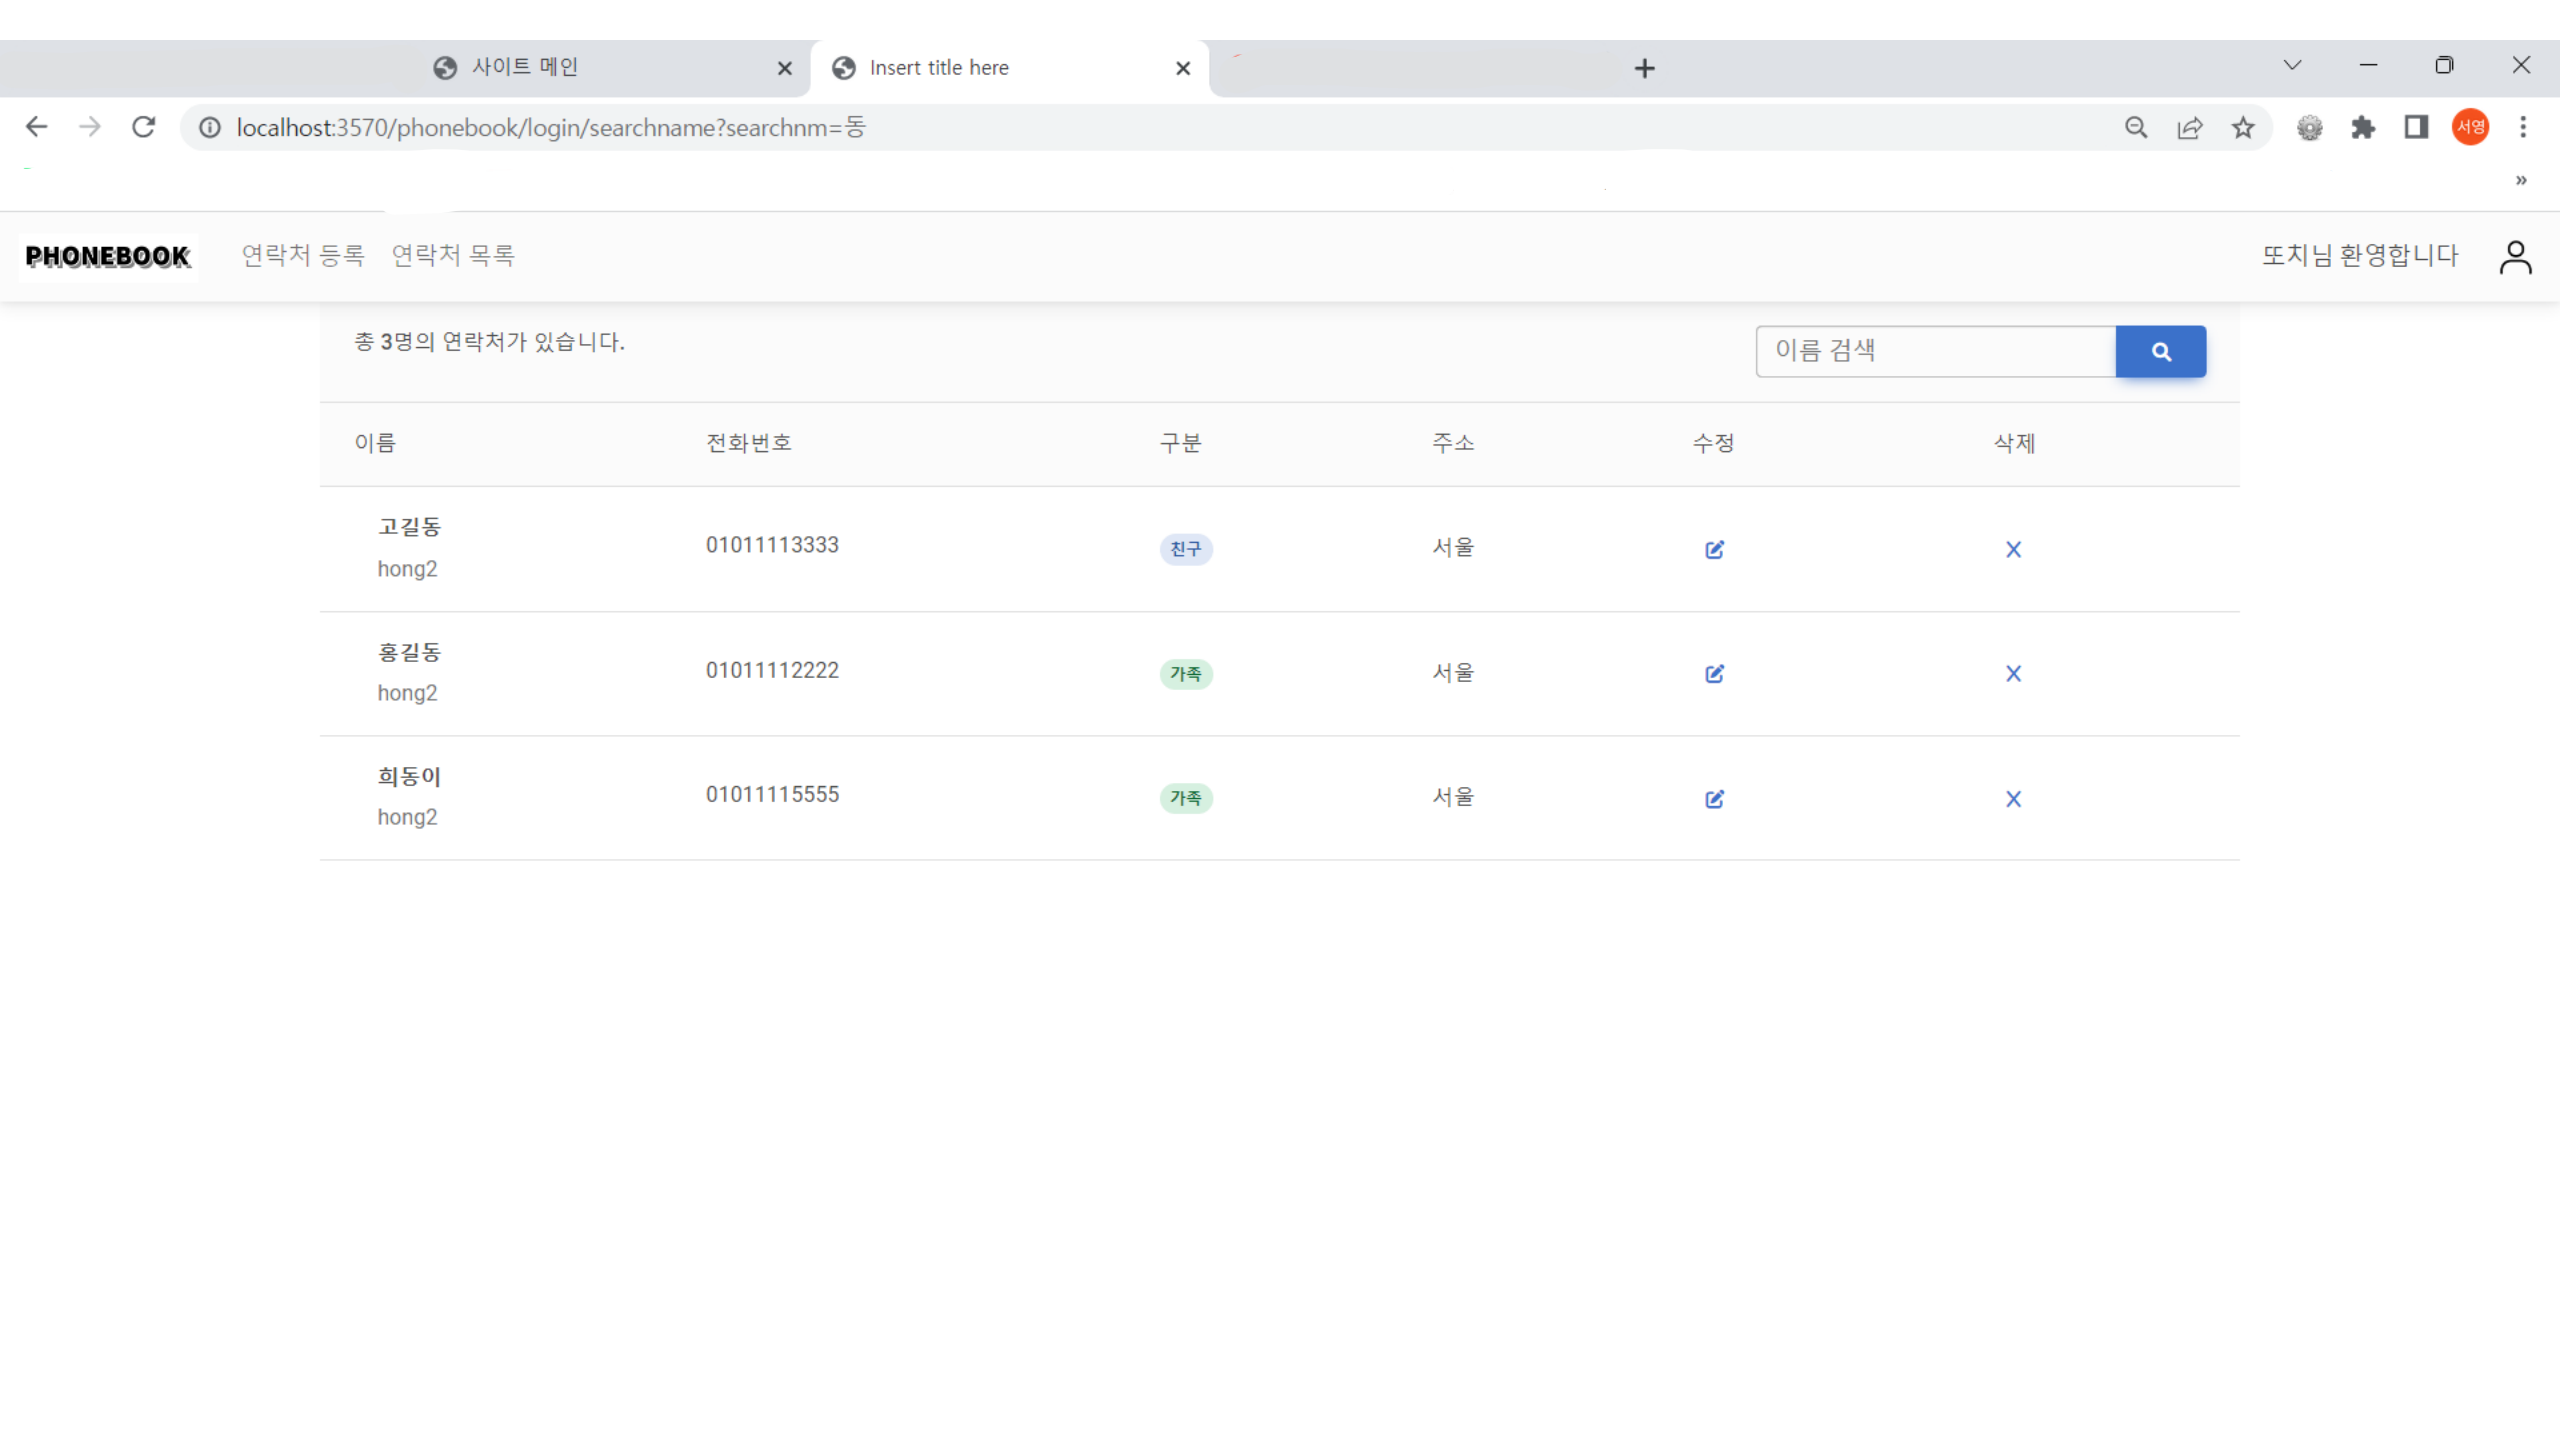 사이트 메인
Insert title here
localhost:3570/phonebook/login/searchname?searchnm=동
서영
»
PHONEBOOK 연락처 등록 연락처 목록 또치님 환영합니다
총 3명의 연락처가 있습니다.
이름 검색
이름 전화번호 구분 주소 수정 삭제
고길동
hong2
01011113333 친구 서울
홍길동
hong2
01011112222 가족 서울
희동이
hong2
01011115555 가족 서울